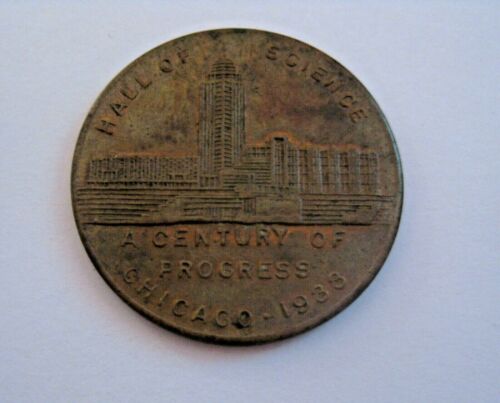 HALL OF SCIENCE
A CENTURY OF
PROGRESS
CHICAGO - 1933